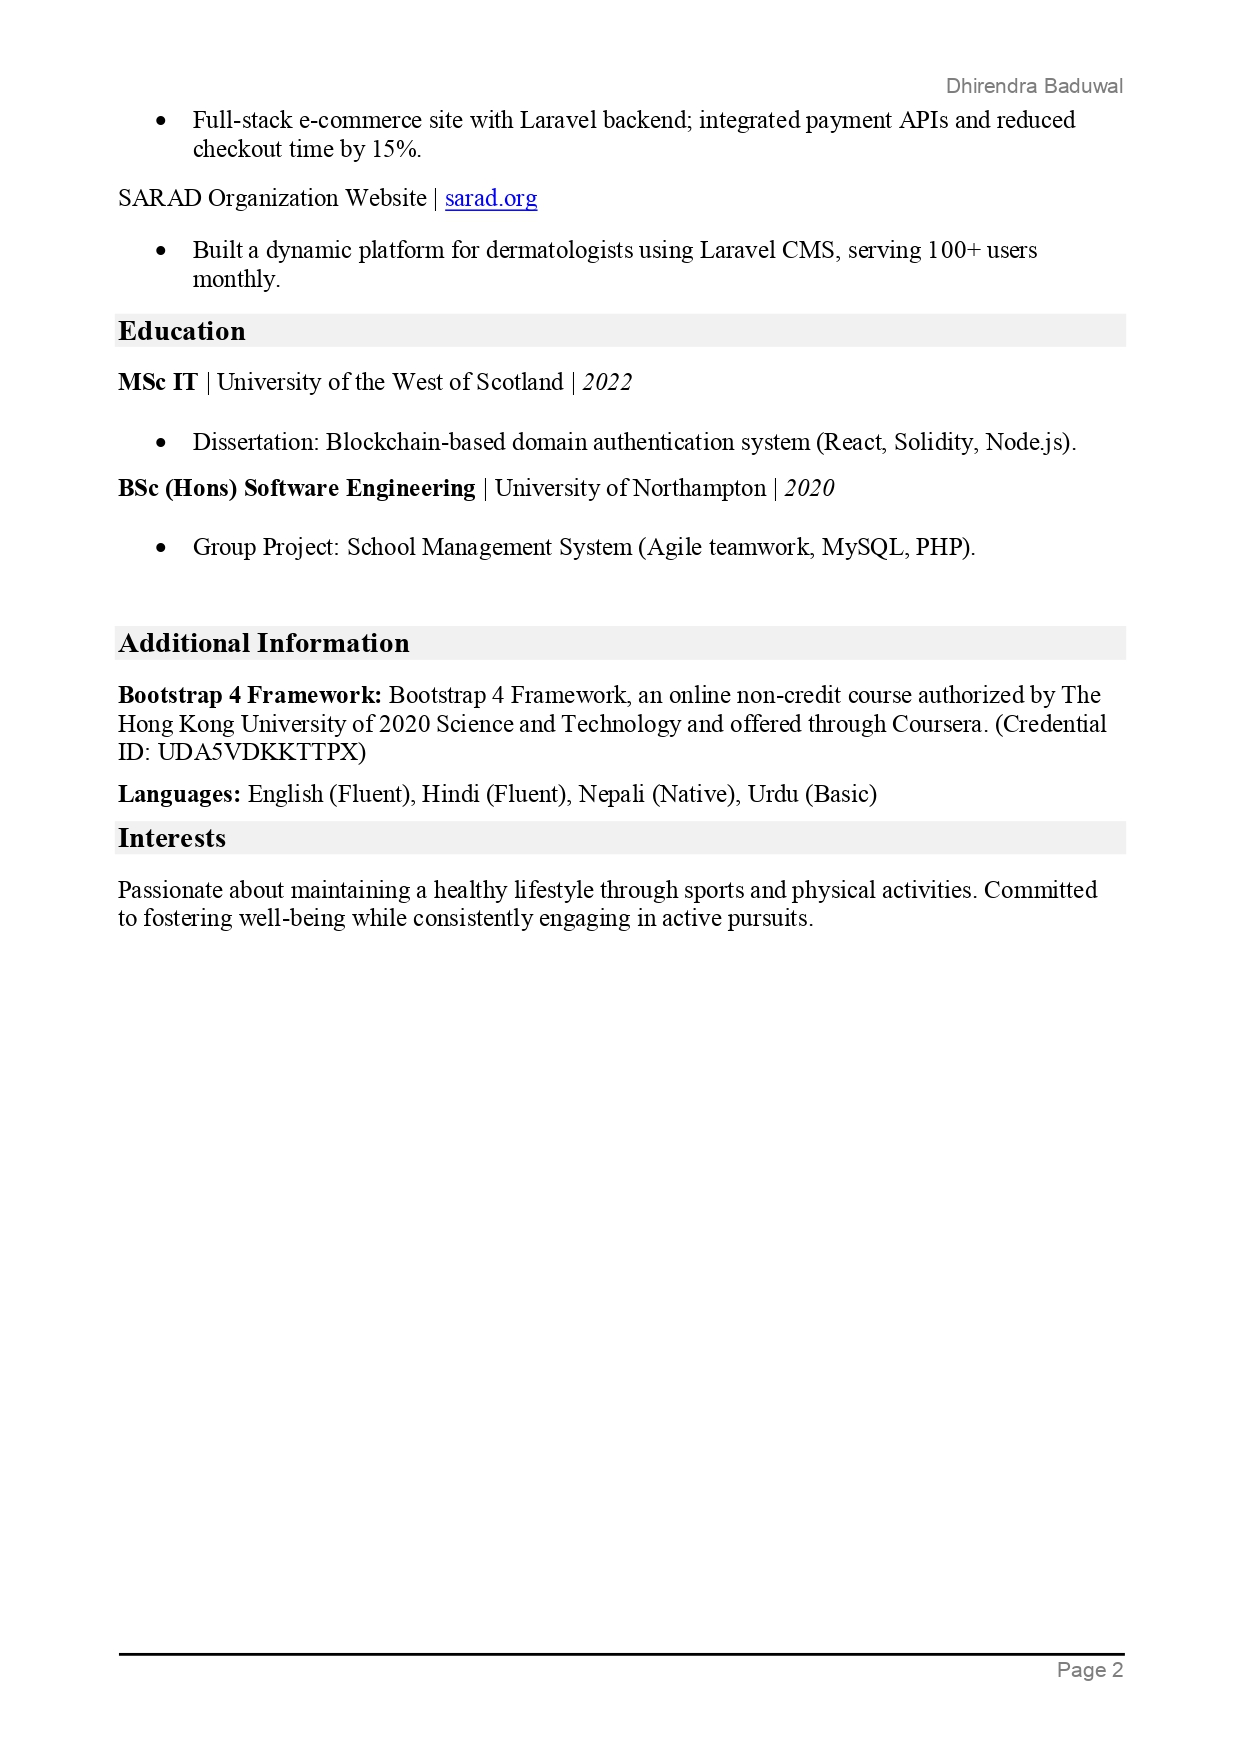 Dhirendra Baduwal
• Full-stack e-commerce site with Laravel backend; integrated payment APIs and reduced
checkout time by 15%.
SARAD Organization Website | sarad.org
• Built a dynamic platform for dermatologists using Laravel CMS, serving 100+ users
monthly.
Education
MSc IT | University of the West of Scotland | 2022
• Dissertation: Blockchain-based domain authentication system (React, Solidity, Node.js).
BSc (Hons) Software Engineering | University of Northampton | 2020
• Group Project: School Management System (Agile teamwork, MySQL, PHP).
Additional Information
Bootstrap 4 Framework: Bootstrap 4 Framework, an online non-credit course authorized by The
Hong Kong University of 2020 Science and Technology and offered through Coursera. (Credential
ID: UDA5VDKKTTPX)
Languages: English (Fluent), Hindi (Fluent), Nepali (Native), Urdu (Basic)
Interests
Passionate about maintaining a healthy lifestyle through sports and physical activities. Committed
to fostering well-being while consistently engaging in active pursuits.
Page 2